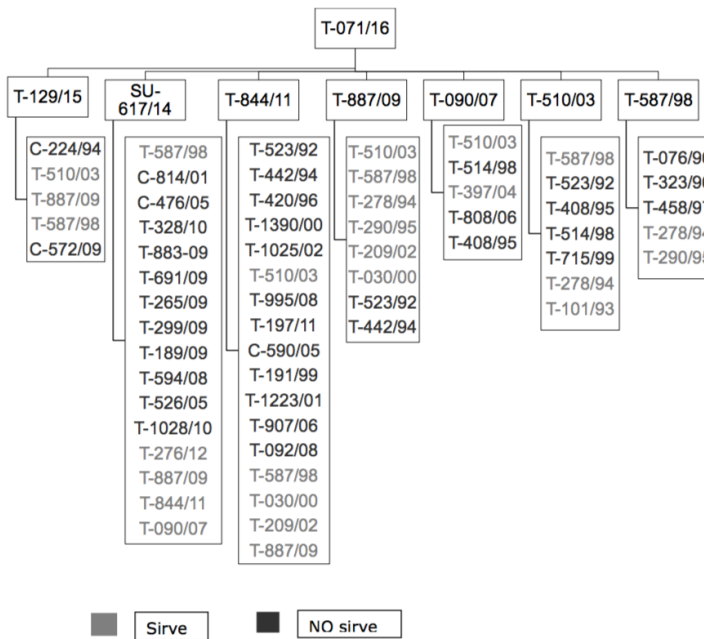 T-071/16
T-129/15
SU-
617/14
T-844/11
T-887/09
T-090/07
T-510/03
T-587/98
C-224/94
T-510/03
T-887/09
T-587/98
C-572/09
T-587/98
C-814/01
C-476/05
T-328/10
T-883-09
T-691/09
T-265/09
T-299/09
T-189/09
T-594/08
T-526/05
T-1028/10
T-276/12
T-887/09
T-844/11
T-090/07
T-523/92
T-442/94
T-420/96
T-1390/00
T-1025/02
T-510/03
T-995/08
T-197/11
C-590/05
T-191/99
T-1223/01
T-907/06
T-092/08
T-587/98
T-030/00
T-209/02
T-887/09
T-510/03
T-587/98
T-278/94
T-290/95
T-209/02
T-030/00
T-523/92
T-442/94
T-510/03
T-514/98
T-397/04
T-808/06
T-408/95
T-587/98
T-523/92
T-408/95
T-514/98
T-715/99
T-278/94
T-101/93
T-278/94
T-290/95
Sirve
NO sirve